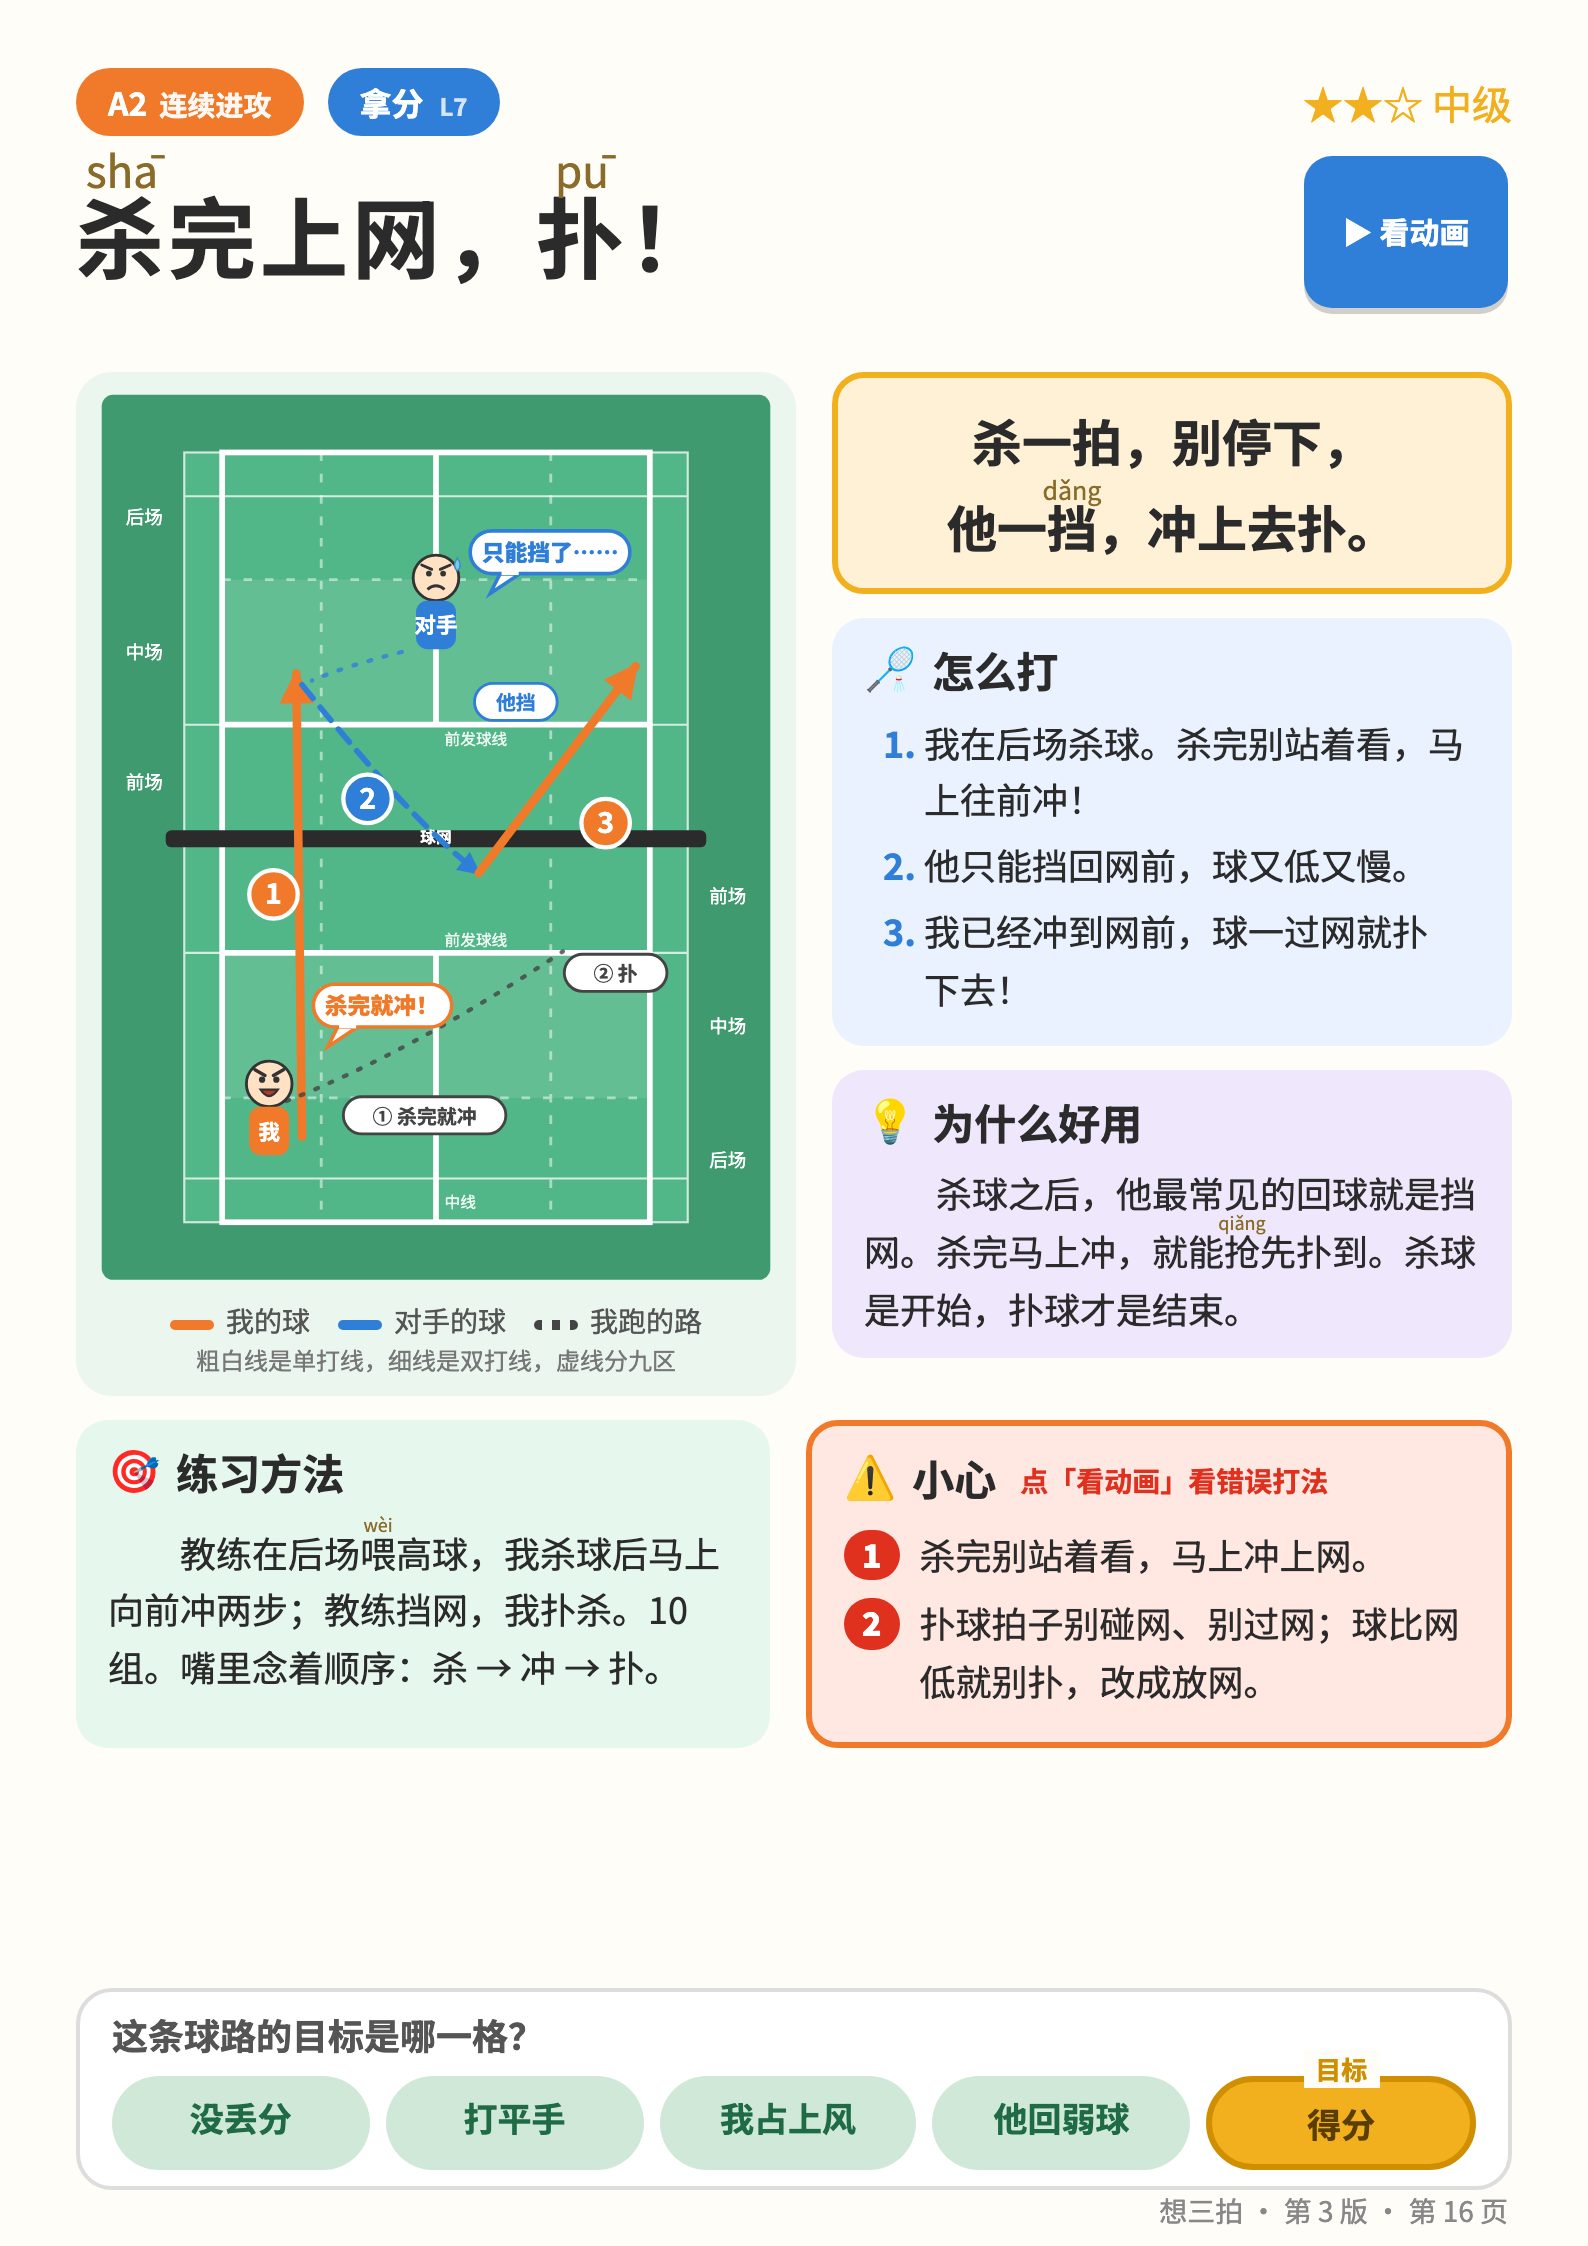 A2 连续进攻
拿分 L7
★★☆ 中级
shā pū
杀完上网，扑！
▶ 看动画
后场
中场
前场
只能挡了……
对手
他挡
前发球线
2
3
球网
1
前场
前发球线
② 扑
中场
杀完就冲！
① 杀完就冲
我
后场
中线
我的球 对手的球 我跑的路
粗白线是单打线，细线是双打线，虚线分九区
杀一拍，别停下，
dǎng
他一挡，冲上去扑。
怎么打
1. 我在后场杀球。杀完别站着看，马
上往前冲！
2. 他只能挡回网前，球又低又慢。
3. 我已经冲到网前，球一过网就扑
下去！
为什么好用
杀球之后，他最常见的回球就是挡
qiǎng
网。杀完马上冲，就能抢先扑到。杀球
是开始，扑球才是结束。
练习方法
wèi
教练在后场喂高球，我杀球后马上
向前冲两步；教练挡网，我扑杀。10
组。嘴里念着顺序：杀 → 冲 → 扑。
小心 点「看动画」看错误打法
1 杀完别站着看，马上冲上网。
2 扑球拍子别碰网、别过网；球比网
低就别扑，改成放网。
这条球路的目标是哪一格？
目标
没丢分 打平手 我占上风 他回弱球 得分
想三拍 · 第 3 版 · 第 16 页